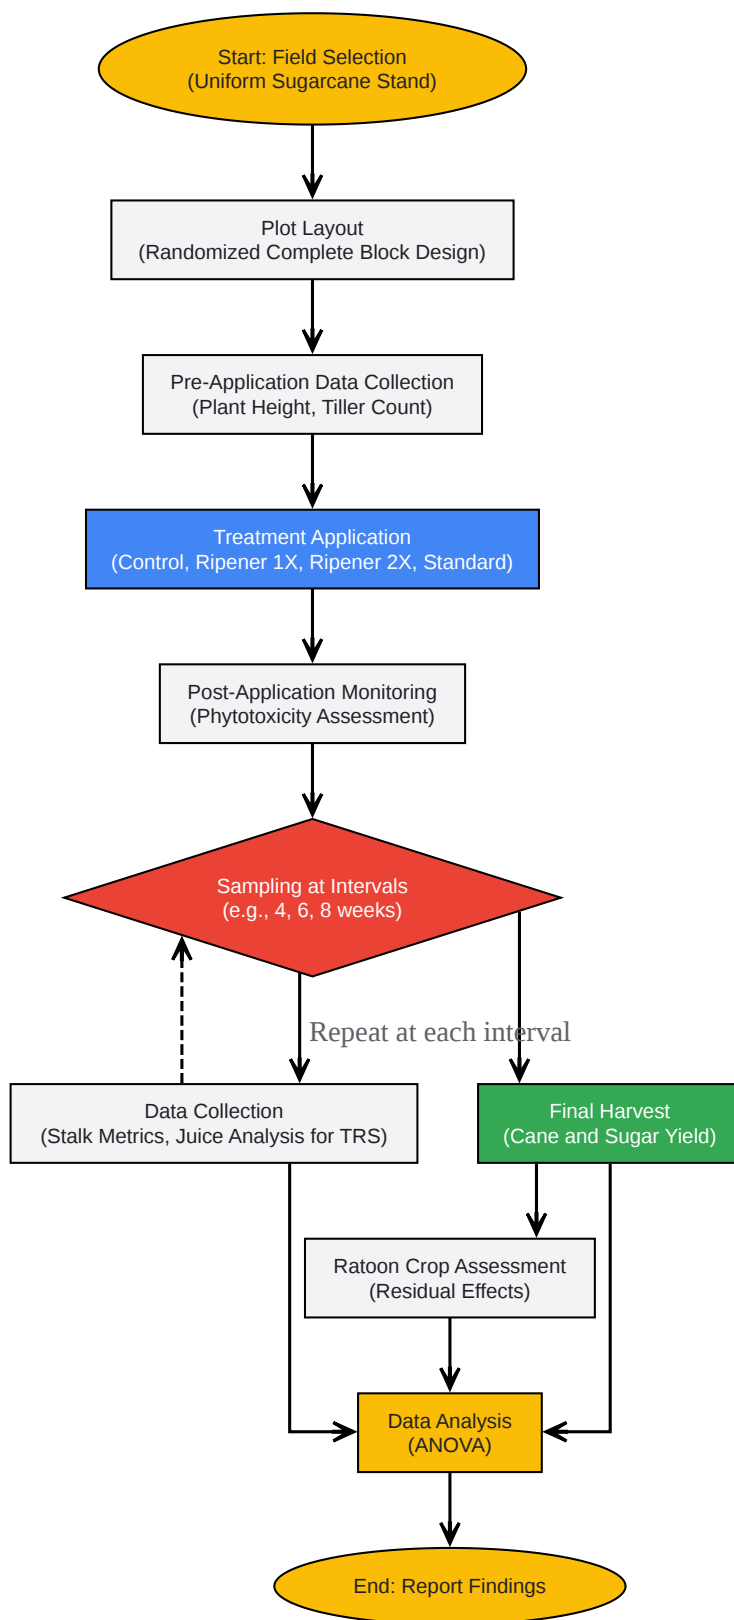 Start: Field Selection
(Uniform Sugarcane Stand)
Plot Layout
(Randomized Complete Block Design)
Pre-Application Data Collection
(Plant Height, Tiller Count)
Treatment Application
(Control, Ripener 1X, Ripener 2X, Standard)
Post-Application Monitoring
(Phytotoxicity Assessment)
Sampling at Intervals
(e.g., 4, 6, 8 weeks)
Repeat at each interval
Data Collection
(Stalk Metrics, Juice Analysis for TRS)
Final Harvest
(Cane and Sugar Yield)
Ratoon Crop Assessment
(Residual Effects)
Data Analysis
(ANOVA)
End: Report Findings